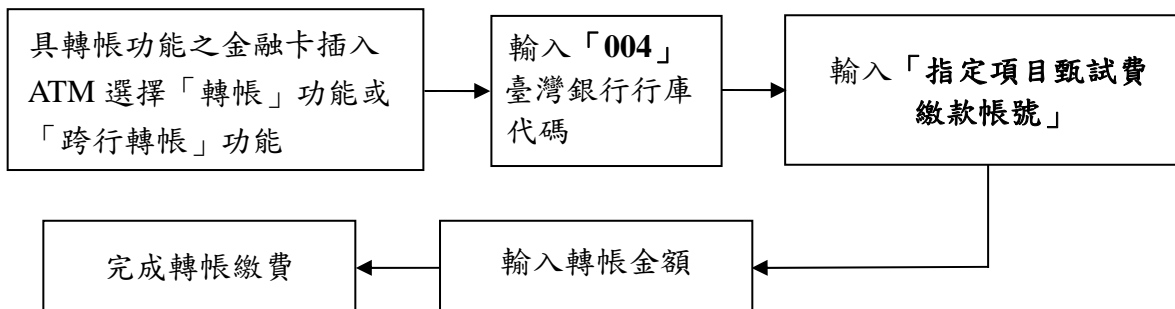 具轉帳功能之金融卡插入
ATM 選擇「轉帳」功能或
「跨行轉帳」功能
輸入「004」
臺灣銀行行庫
代碼
輸入「指定項目甄試費
繳款帳號」
輸入轉帳金額
完成轉帳繳費